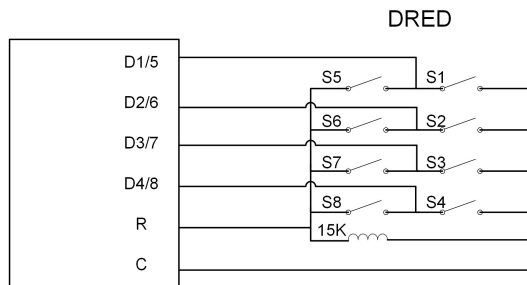 DRED
D1/5
S5 S1
D2/6
S6 S2
D3/7
S7 S3
D4/8
S8 S4
R
15K
C